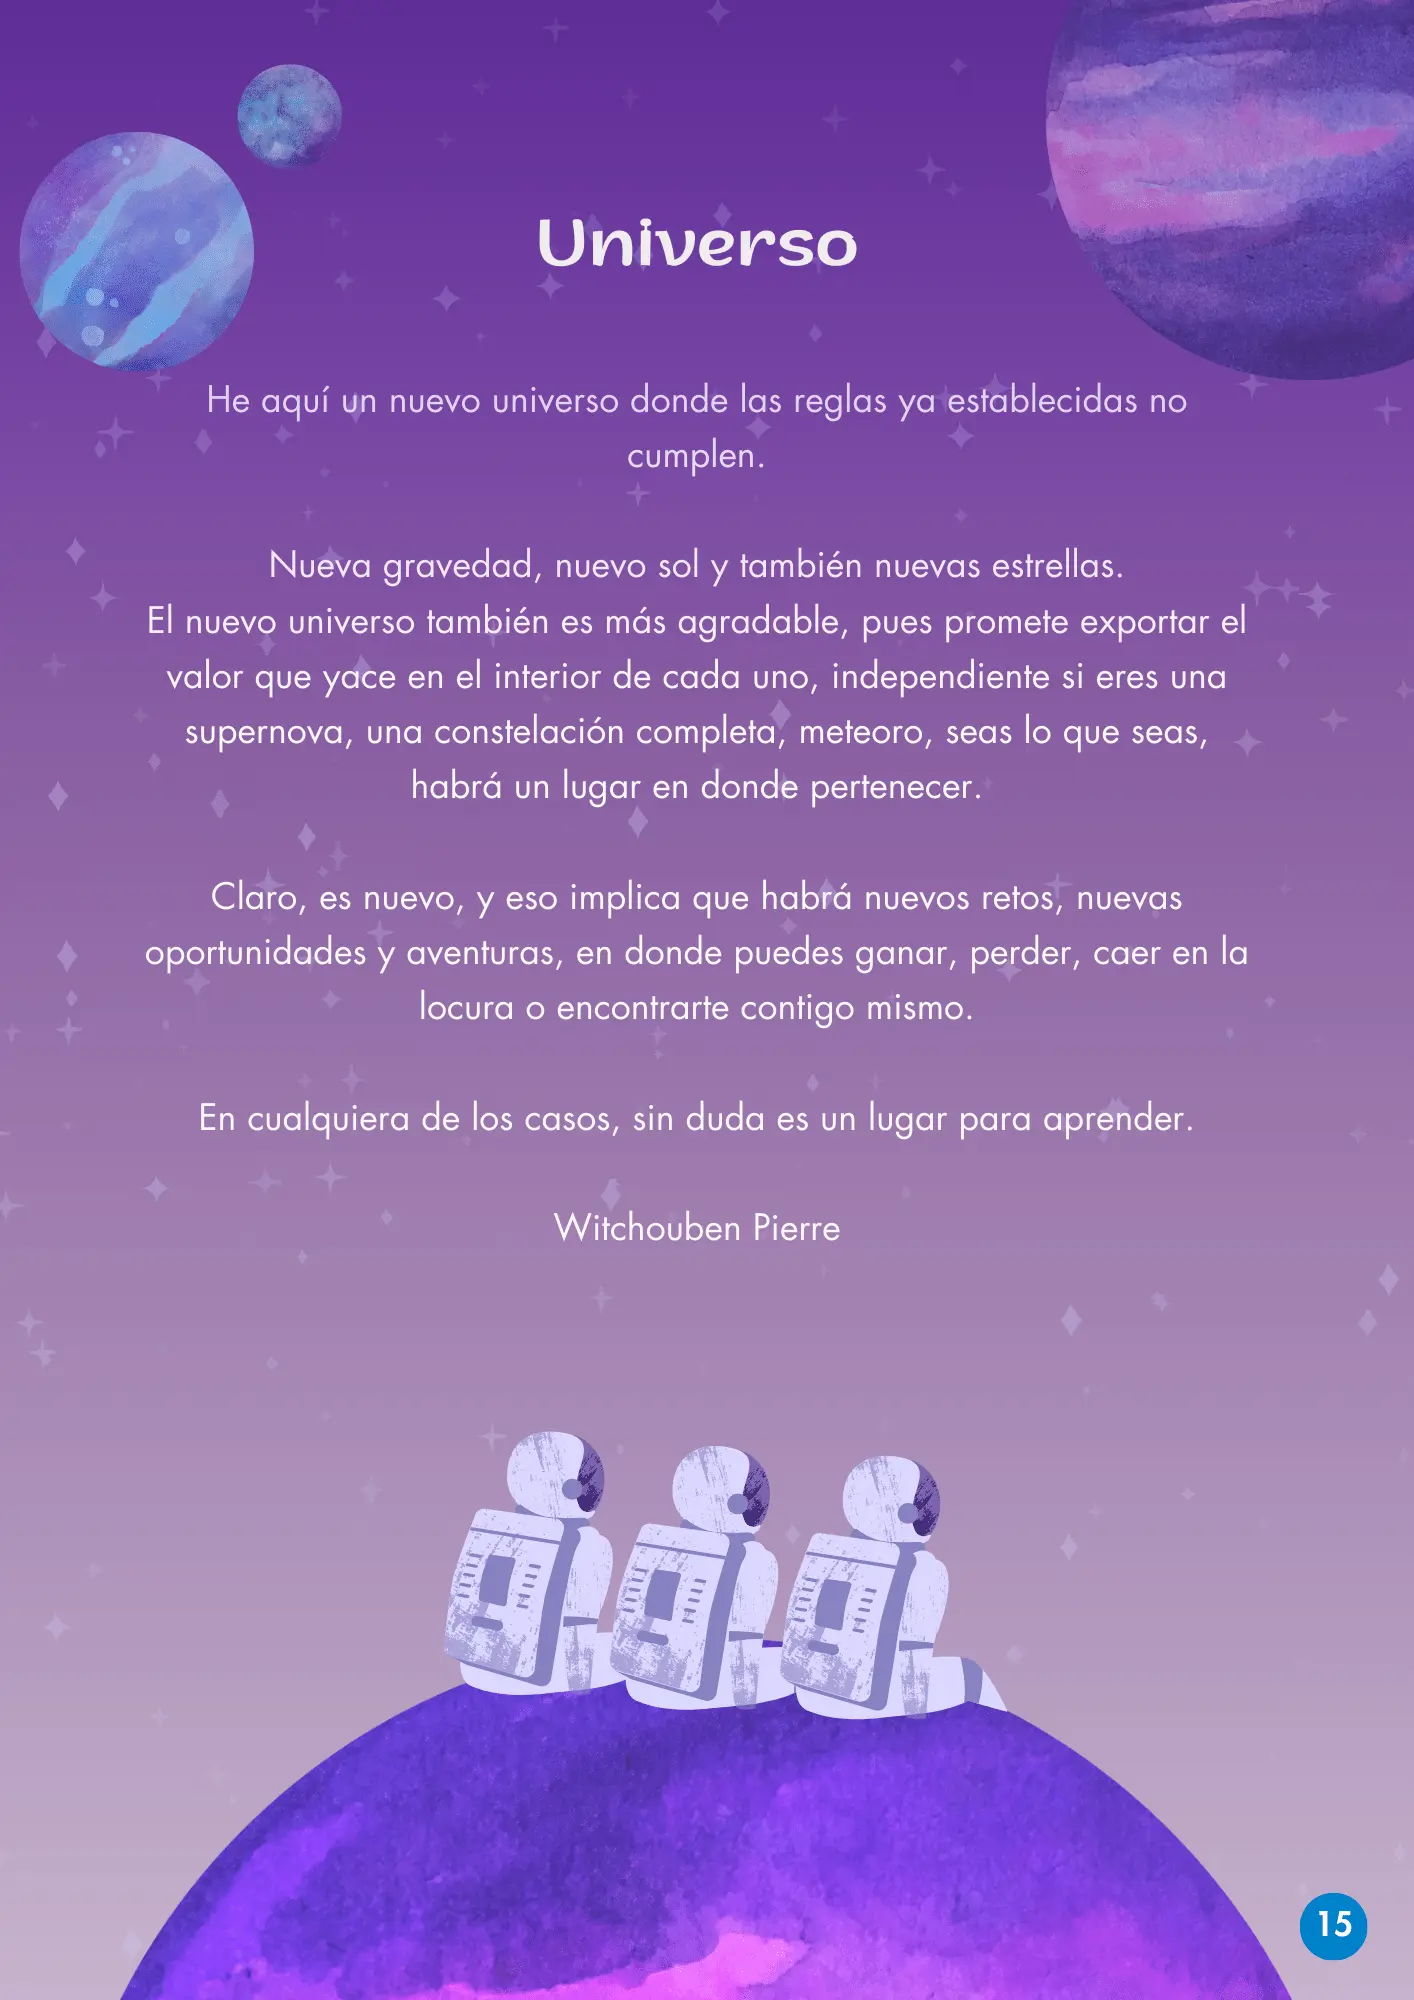 Universo
He aquí un nuevo universo donde las reglas ya establecidas no
cumplen.
Nueva gravedad, nuevo sol y también nuevas estrellas.
El nuevo universo también es más agradable, pues promete exportar el
valor que yace en el interior de cada uno, independiente si eres una
supernova, una constelación completa, meteoro, seas lo que seas,
habrá un lugar en donde pertenecer.
Claro, es nuevo, y eso implica que habrá nuevos retos, nuevas
oportunidades y aventuras, en donde puedes ganar, perder, caer en la
locura o encontrarte contigo mismo.
En cualquiera de los casos, sin duda es un lugar para aprender.
Witchouben Pierre
15